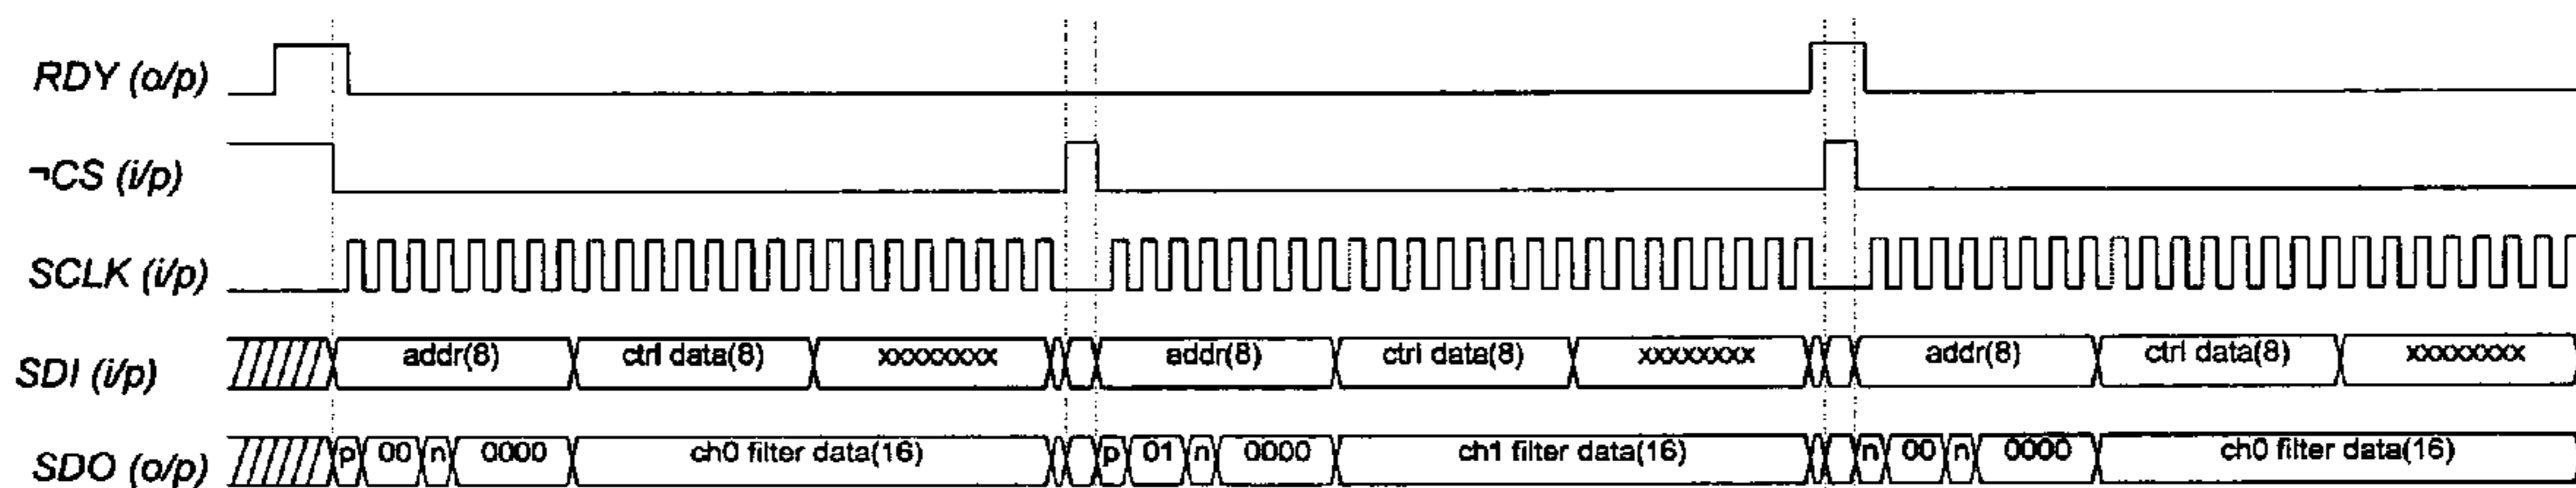 RDY (o/p)
¬CS (i/p)
SCLK (i/p)
SDI (i/p) addr(8) ctrl data(8) xxxxxxxx addr(8) ctrl data(8) xxxxxxxx addr(8) ctrl data(8) xxxxxxxx
SDO (o/p) p 00 n 0000 ch0 filter data(16) p 01 n 0000 ch1 filter data(16) n 00 n 0000 ch0 filter data(16)